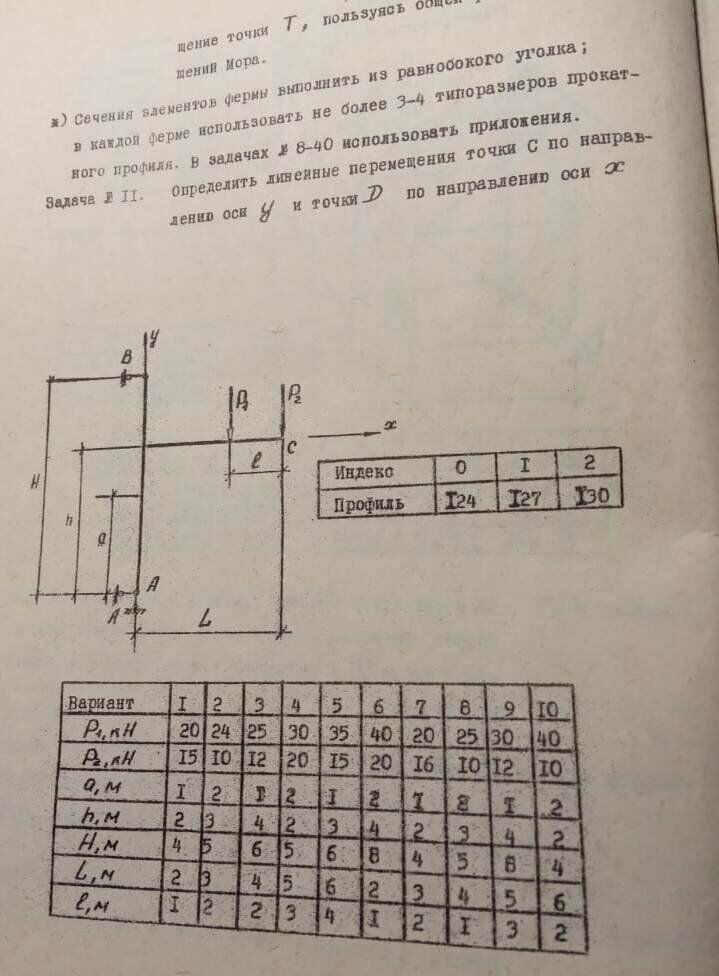 щение точки T, пользуясь общей
щений Мора.
ж) Сечения элементов фермы выполнить из равнобокого уголка;
в каждой ферме использовать не более 3-4 типоразмеров прокат-
ного профиля. В задачах № 8-40 использовать приложения.
Задача № II. Определить линейные перемещения точки C по направ-
лению оси y и точки D по направлению оси x
y
B
P₁
P₂
x
C
l
H
h
a
A
A
L
Индекс 0 I 2
Профиль I24 I27 I30
Вариант I 2 3 4 5 6 7 8 9 10
P₁, кН 20 24 25 30 35 40 20 25 30 40
P₂, кН I5 I0 I2 20 I5 20 I6 I0 I2 I0
a, м I 2 I 2 I 2 I 2 I 2
h, м 2 3 4 2 3 4 2 3 4 2
H, м 4 5 6 5 6 8 4 5 8 4
L, м 2 3 4 5 6 2 3 4 5 6
l, м I 2 2 3 4 I 2 I 3 2